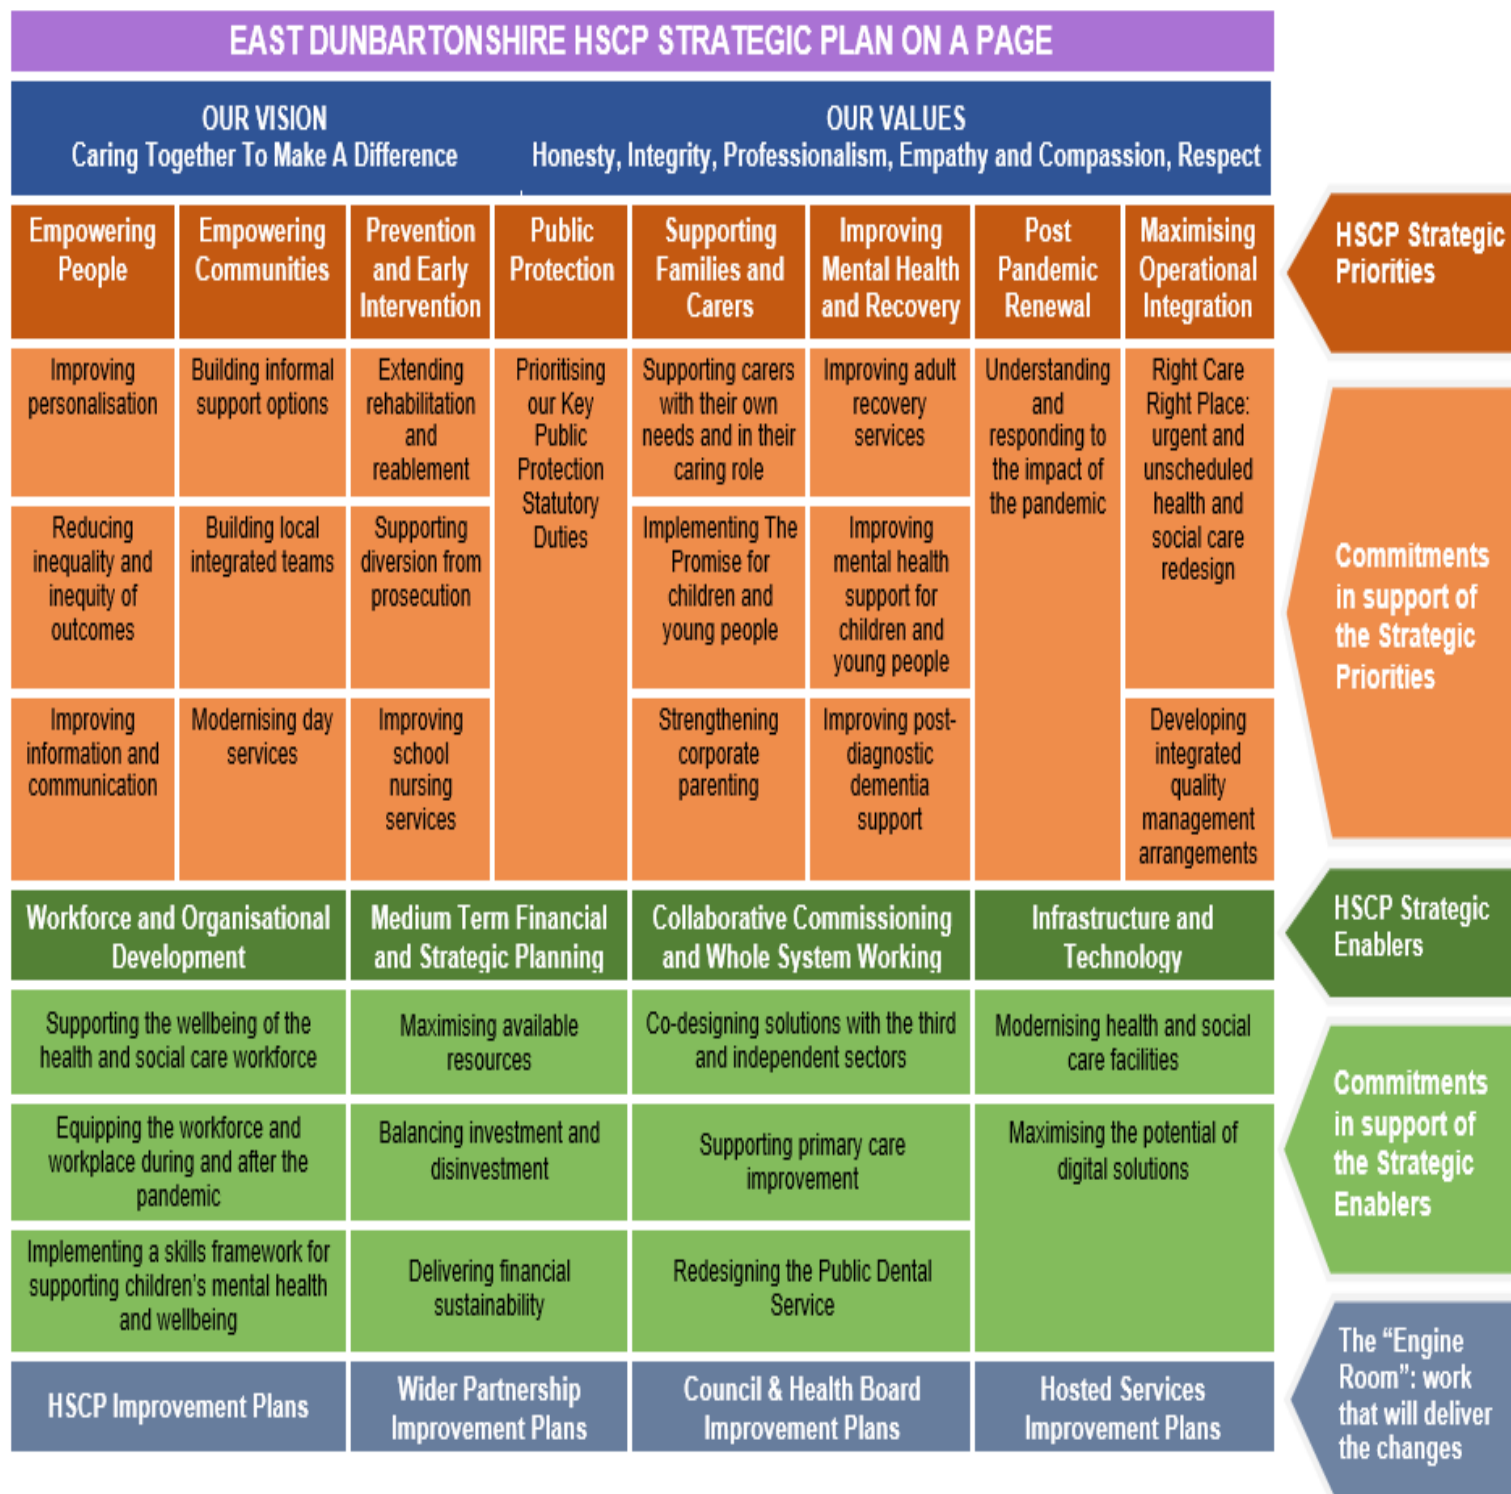 EAST DUNBARTONSHIRE HSCP STRATEGIC PLAN ON A PAGE
OUR VISION
Caring Together To Make A Difference
OUR VALUES
Honesty, Integrity, Professionalism, Empathy and Compassion, Respect
Empowering
People
Empowering
Communities
Prevention
and Early
Intervention
Public
Protection
Supporting
Families and
Carers
Improving
Mental Health
and Recovery
Post
Pandemic
Renewal
Maximising
Operational
Integration
HSCP Strategic
Priorities
Improving
personalisation
Building informal
support options
Extending
rehabilitation
and
reablement
Prioritising
our Key
Public
Protection
Statutory
Duties
Supporting carers
with their own
needs and in their
caring role
Improving adult
recovery
services
Understanding
and
responding to
the impact of
the pandemic
Right Care
Right Place:
urgent and
unscheduled
health and
social care
redesign
Reducing
inequality and
inequity of
outcomes
Building local
integrated teams
Supporting
diversion from
prosecution
Implementing The
Promise for
children and
young people
Improving
mental health
support for
children and
young people
Commitments
in support of
the Strategic
Priorities
Improving
information and
communication
Modernising day
services
Improving
school
nursing
services
Strengthening
corporate
parenting
Improving post-
diagnostic
dementia
support
Developing
integrated
quality
management
arrangements
Workforce and Organisational
Development
Medium Term Financial
and Strategic Planning
Collaborative Commissioning
and Whole System Working
Infrastructure and
Technology
HSCP Strategic
Enablers
Supporting the wellbeing of the
health and social care workforce
Maximising available
resources
Co-designing solutions with the third
and independent sectors
Modernising health and social
care facilities
Equipping the workforce and
workplace during and after the
pandemic
Balancing investment and
disinvestment
Supporting primary care
improvement
Maximising the potential of
digital solutions
Commitments
in support of
the Strategic
Enablers
Implementing a skills framework for
supporting children’s mental health
and wellbeing
Delivering financial
sustainability
Redesigning the Public Dental
Service
HSCP Improvement Plans
Wider Partnership
Improvement Plans
Council & Health Board
Improvement Plans
Hosted Services
Improvement Plans
The “Engine
Room”: work
that will deliver
the changes